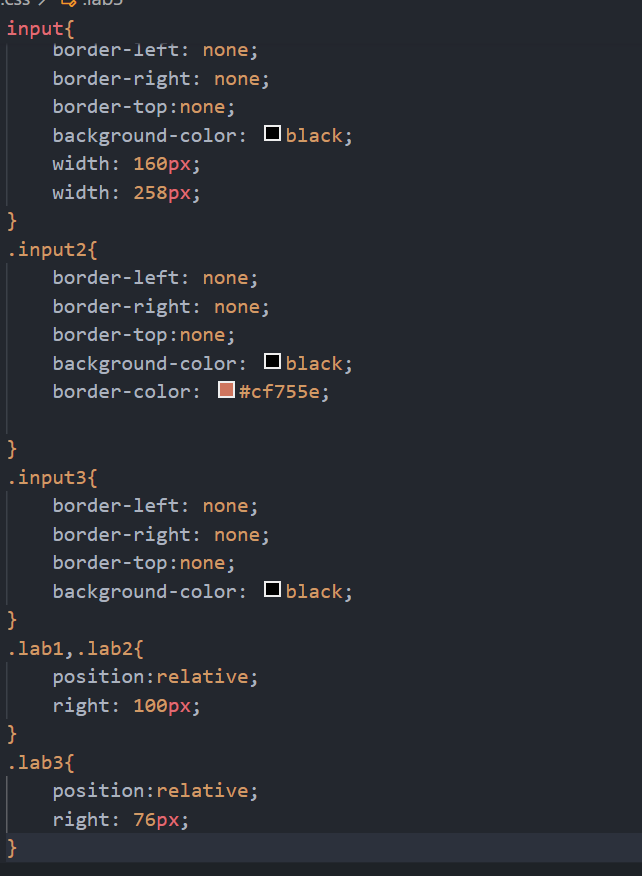 .css > .lab3
input{
border-left: none;
border-right: none;
border-top:none;
background-color: black;
width: 160px;
width: 258px;
}
.input2{
border-left: none;
border-right: none;
border-top:none;
background-color: black;
border-color: #cf755e;
}
.input3{
border-left: none;
border-right: none;
border-top:none;
background-color: black;
}
.lab1,.lab2{
position:relative;
right: 100px;
}
.lab3{
position:relative;
right: 76px;
}